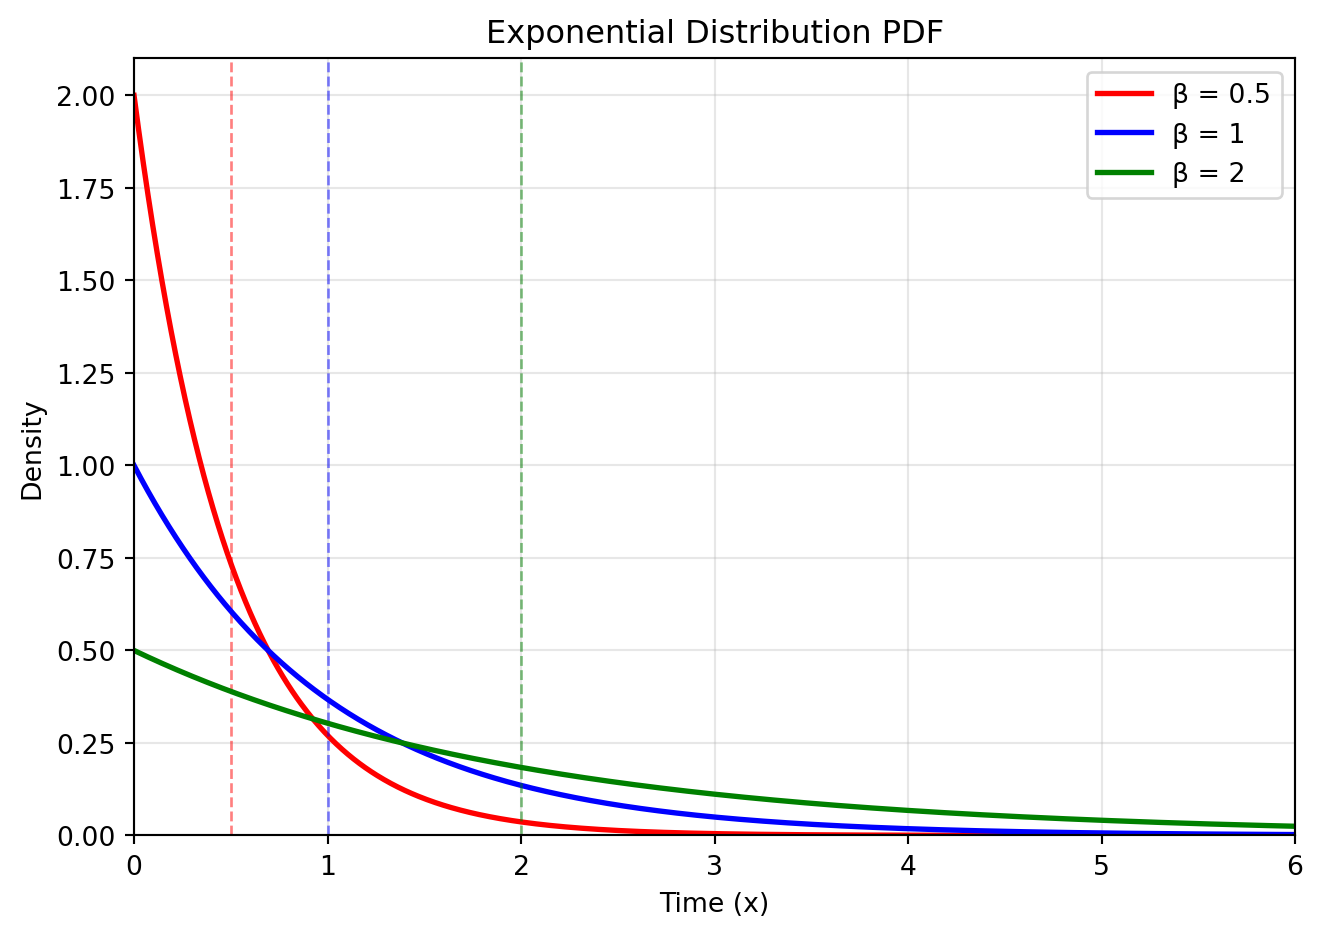 Exponential Distribution PDF
β = 0.5
β = 1
β = 2
2.00
1.75
1.50
1.25
1.00
0.75
0.50
0.25
0.00
Density
0 1 2 3 4 5 6
Time (x)